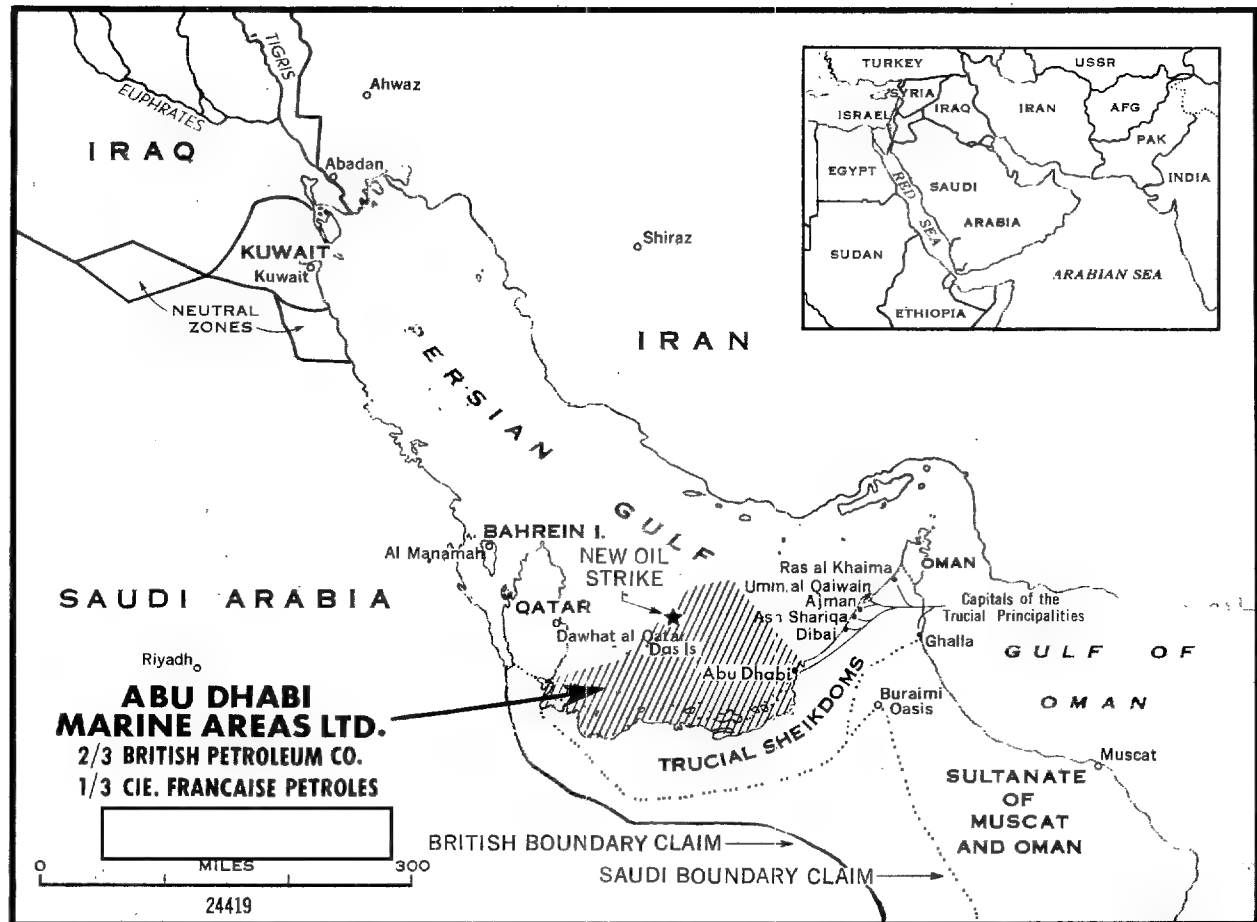 TIGRIS
EUPHRATES
Ahwaz
IRAQ
Abadan
KUWAIT
Kuwait
NEUTRAL
ZONES
Shiraz
IRAN
PERSIAN
GULF
TURKEY
USSR
SYRIA
ISRAEL
IRAQ
IRAN
AFG
PAK
EGYPT
RED
SEA
SAUDI
ARABIA
INDIA
SUDAN
ARABIAN SEA
ETHIOPIA
BAHREIN I.
Al Manamah
NEW OIL
STRIKE
SAUDI ARABIA
QATAR
Dawhat al Qatar
Das Is
Riyadh
Ras al Khaima
Umm al Qaiwain
Ajman
Ash Shariqa
Dibai
Abu Dhabi
OMAN
Capitals of the
Trucial Principalities
Ghalla
GULF OF
OMAN
Buraimi
Oasis
TRUCIAL SHEIKDOMS
Muscat
SULTANATE
OF
MUSCAT
AND OMAN
ABU DHABI
MARINE AREAS LTD.
2/3 BRITISH PETROLEUM CO.
1/3 CIE. FRANCAISE PETROLES
BRITISH BOUNDARY CLAIM
SAUDI BOUNDARY CLAIM
0 MILES 300
24419